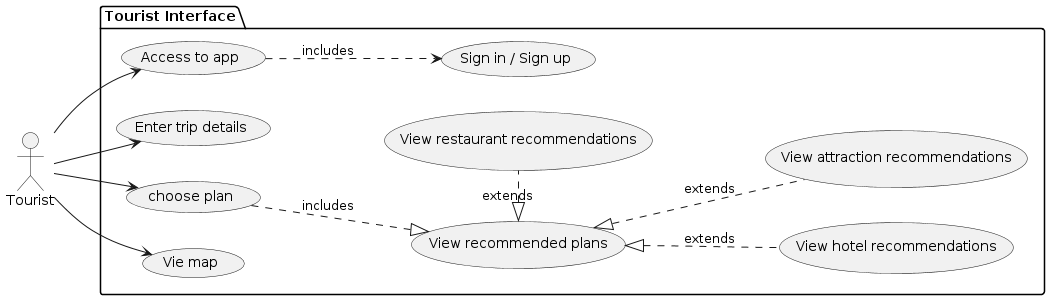 Tourist Interface
Access to app
includes
Sign in / Sign up
Enter trip details
View restaurant recommendations
View attraction recommendations
Tourist
choose plan
includes
extends
extends
View recommended plans
extends
View hotel recommendations
Vie map